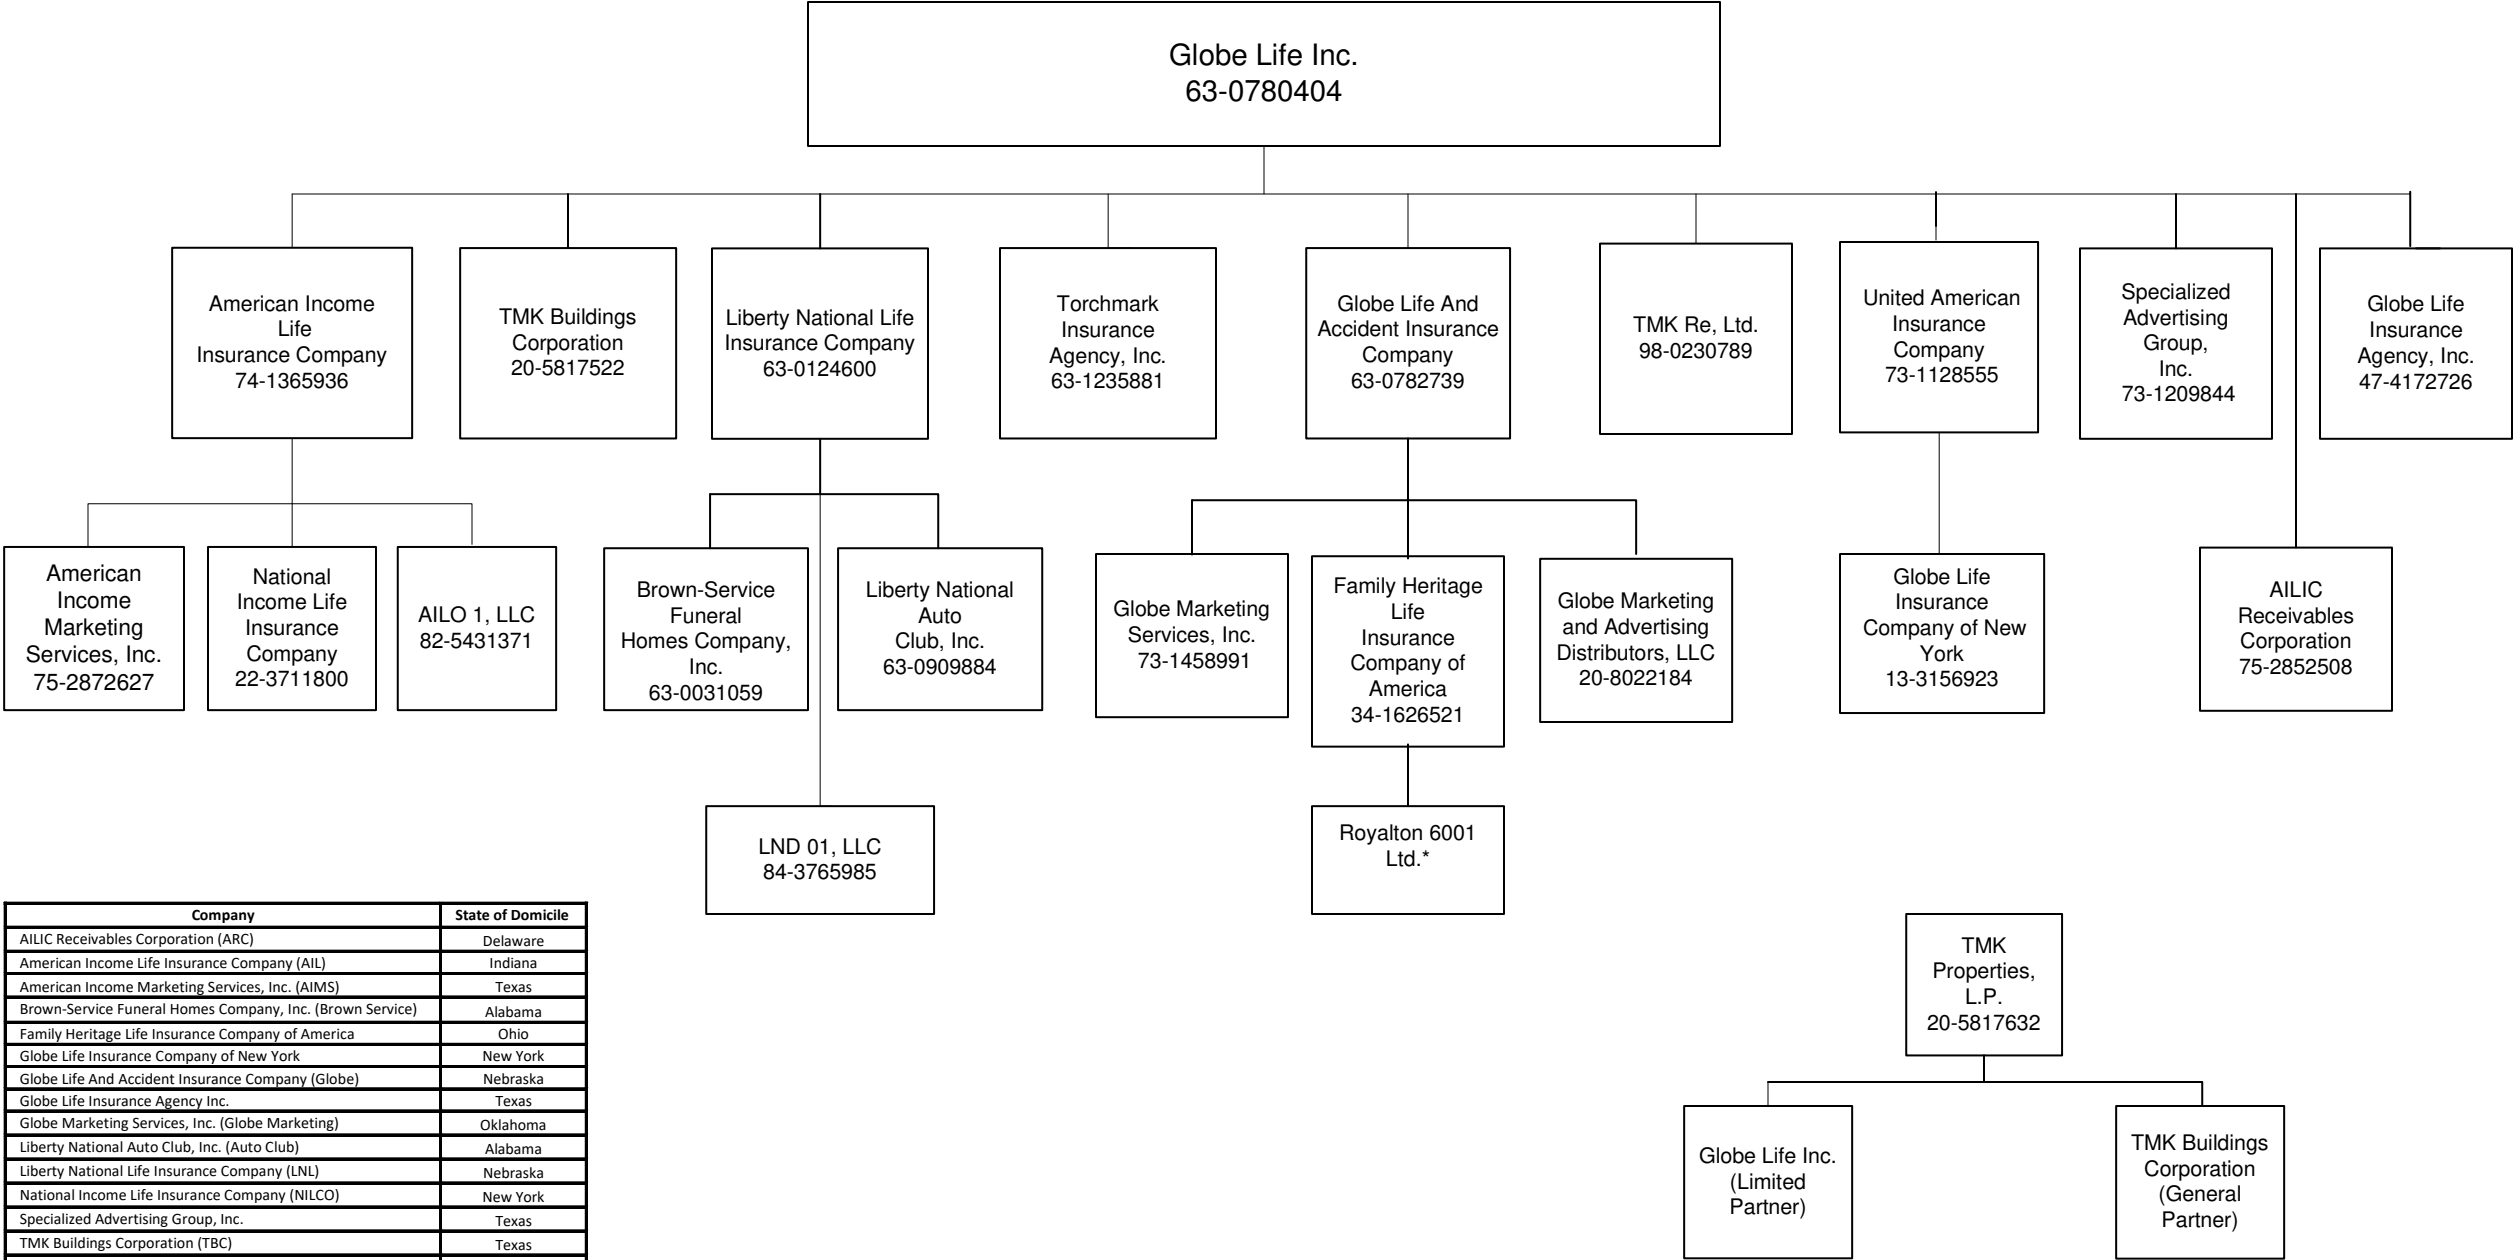 Globe Life Inc.
63-0780404
American Income
Life
Insurance Company
74-1365936
TMK Buildings
Corporation
20-5817522
Liberty National Life
Insurance Company
63-0124600
Torchmark
Insurance
Agency, Inc.
63-1235881
Globe Life And
Accident Insurance
Company
63-0782739
TMK Re, Ltd.
98-0230789
United American
Insurance
Company
73-1128555
Specialized
Advertising
Group,
Inc.
73-1209844
Globe Life
Insurance
Agency, Inc.
47-4172726
American
Income
Marketing
Services, Inc.
75-2872627
National
Income Life
Insurance
Company
22-3711800
AILO 1, LLC
82-5431371
Brown-Service
Funeral
Homes Company,
Inc.
63-0031059
Liberty National
Auto
Club, Inc.
63-0909884
Globe Marketing
Services, Inc.
73-1458991
Family Heritage
Life
Insurance
Company of
America
34-1626521
Globe Marketing
and Advertising
Distributors, LLC
20-8022184
Globe Life
Insurance
Company of New
York
13-3156923
AILIC
Receivables
Corporation
75-2852508
LND 01, LLC
84-3765985
Royalton 6001
Ltd.*
Company State of Domicile
AILIC Receivables Corporation (ARC) Delaware
American Income Life Insurance Company (AIL) Indiana
American Income Marketing Services, Inc. (AIMS) Texas
Brown-Service Funeral Homes Company, Inc. (Brown Service) Alabama
Family Heritage Life Insurance Company of America Ohio
Globe Life Insurance Company of New York New York
Globe Life And Accident Insurance Company (Globe) Nebraska
Globe Life Insurance Agency Inc. Texas
Globe Marketing Services, Inc. (Globe Marketing) Oklahoma
Liberty National Auto Club, Inc. (Auto Club) Alabama
Liberty National Life Insurance Company (LNL) Nebraska
National Income Life Insurance Company (NILCO) New York
Specialized Advertising Group, Inc. Texas
TMK Buildings Corporation (TBC) Texas
TMK
Properties,
L.P.
20-5817632
Globe Life Inc.
(Limited
Partner)
TMK Buildings
Corporation
(General
Partner)